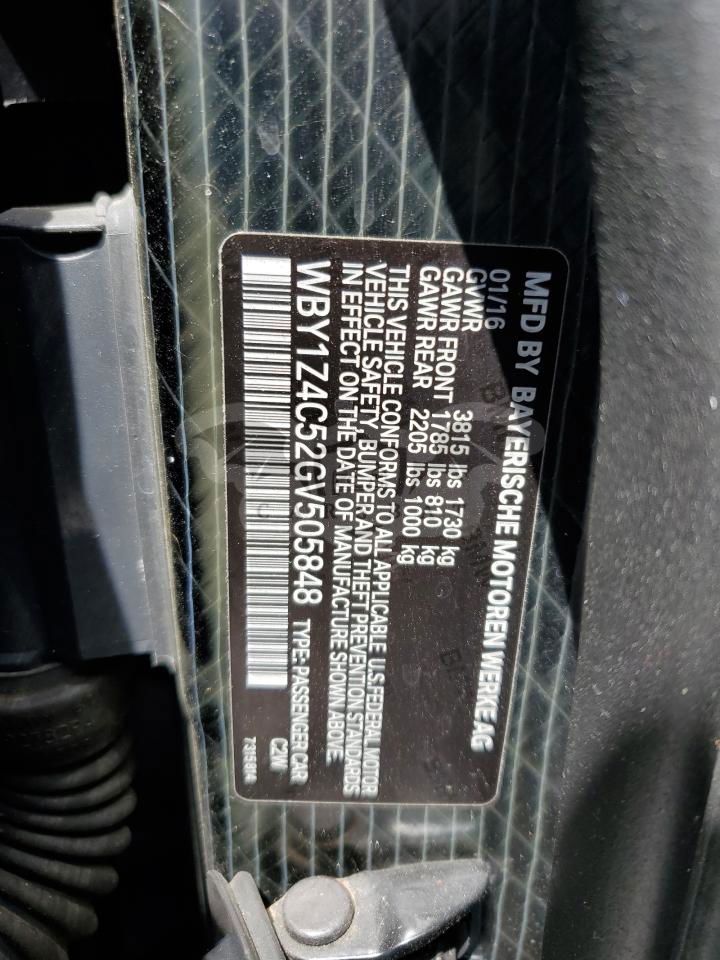 MFD BY BAYERISCHE MOTOREN WERKE AG
01/16
GVWR 3815 lbs 1730 kg
GAWR FRONT 1785 lbs 810 kg
GAWR REAR 2205 lbs 1000 kg
THIS VEHICLE CONFORMS TO ALL APPLICABLE U.S.FEDERAL MOTOR
VEHICLE SAFETY, BUMPER AND THEFT PREVENTION STANDARDS
IN EFFECT ON THE DATE OF MANUFACTURE SHOWN ABOVE.
WBY1Z4C52GV505848 TYPE: PASSENGER CAR
C2W